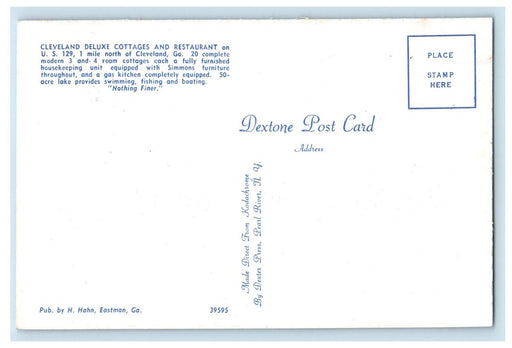 CLEVELAND DELUXE COTTAGES AND RESTAURANT on
U. S. 129, 1 mile north of Cleveland, Ga. 20 complete
modern 3 and 4 room cottages each a fully furnished
housekeeping unit equipped with Simmons furniture
throughout, and a gas kitchen completely equipped. 50-
acre lake provides swimming, fishing and boating.
"Nothing Finer."
PLACE
STAMP
HERE
Dextone Post Card
Address
Made Direct From Kodachrome
By Dexter Press, Pearl River, N. Y.
Pub. by H. Hahn, Eastman, Ga.
39595